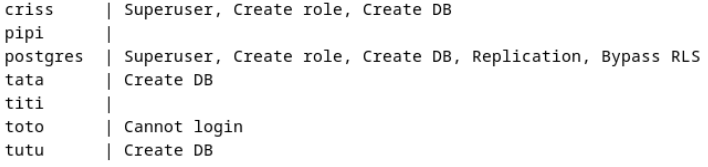 criss | Superuser, Create role, Create DB
pipi |
postgres | Superuser, Create role, Create DB, Replication, Bypass RLS
tata | Create DB
titi |
toto | Cannot login
tutu | Create DB